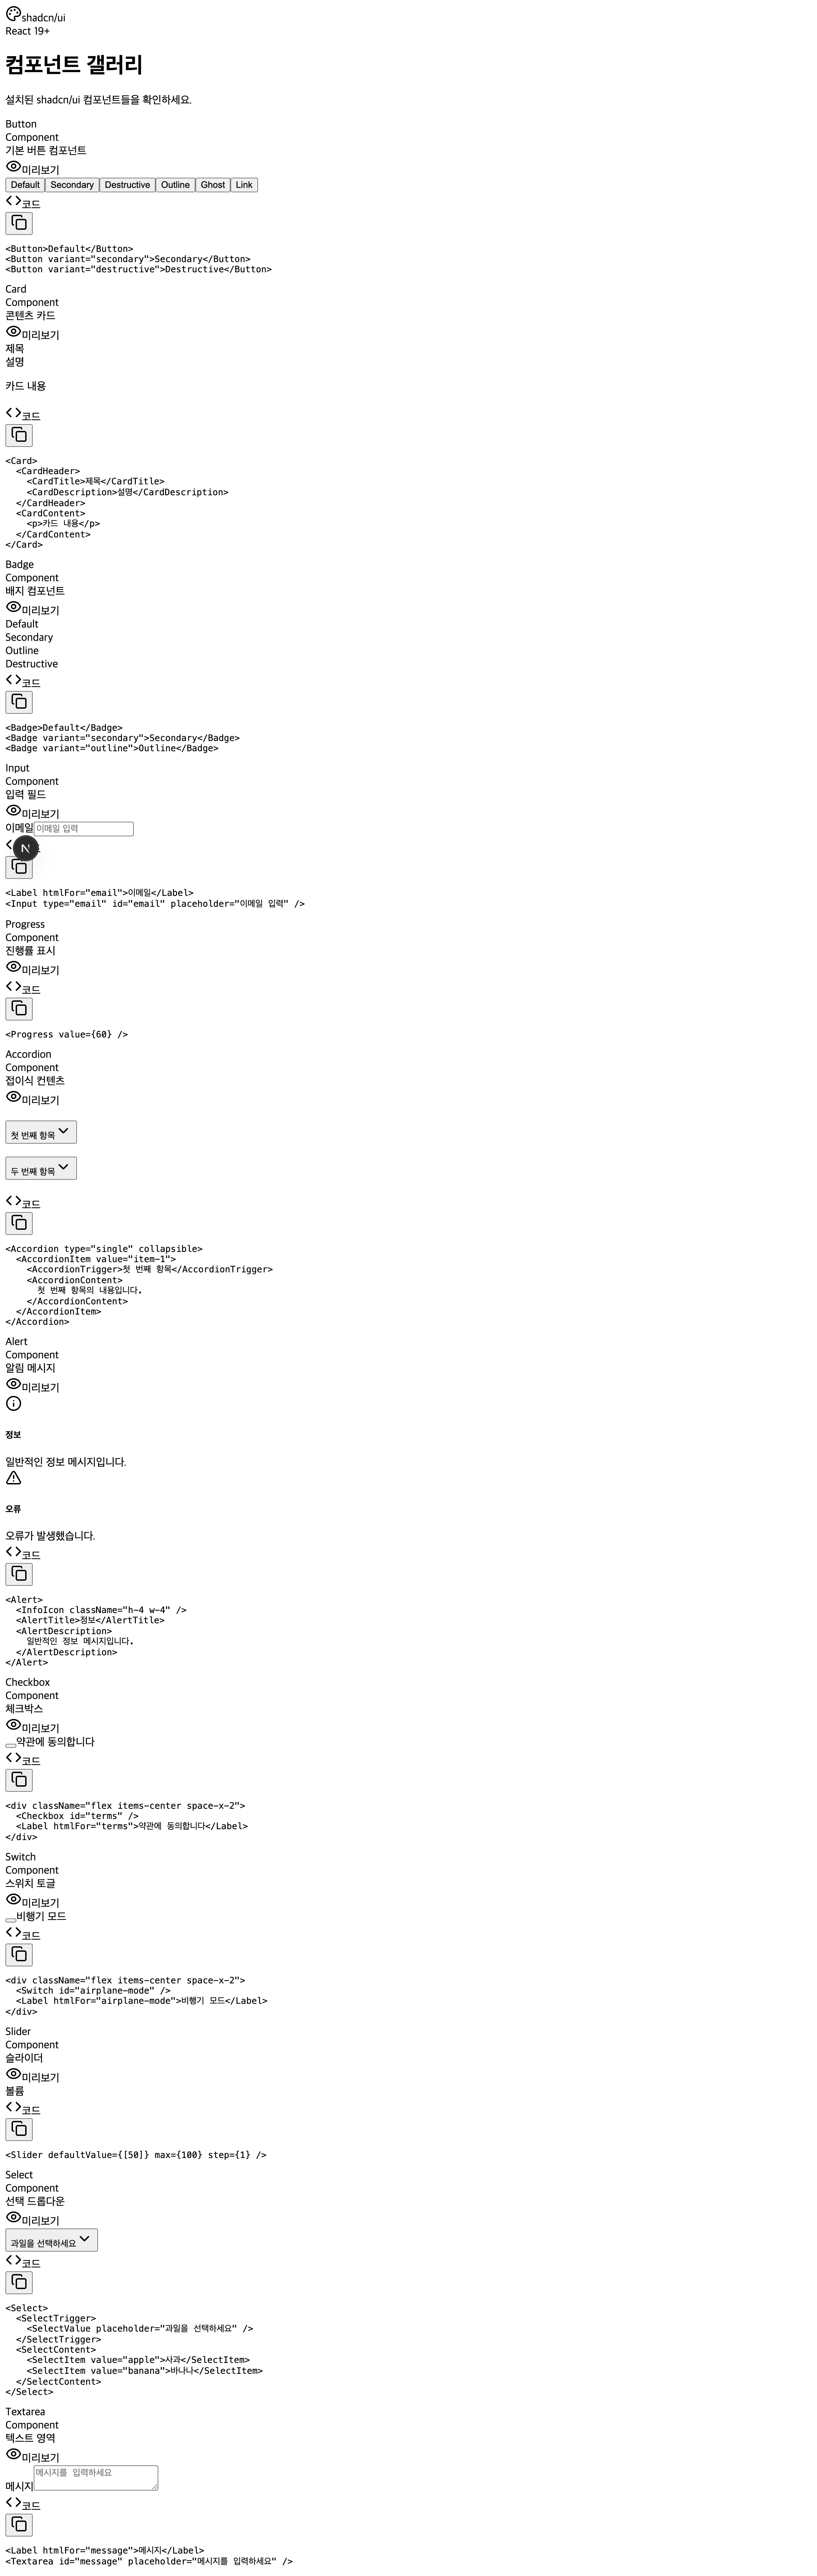 shadcn/ui
React 19+
컴포넌트 갤러리
설치된 shadcn/ui 컴포넌트들을 확인하세요.
Button
Component
기본 버튼 컴포넌트
미리보기
Default Secondary Destructive Outline Ghost Link
코드
<Button>Default</Button>
<Button variant="secondary">Secondary</Button>
<Button variant="destructive">Destructive</Button>
Card
Component
콘텐츠 카드
미리보기
제목
설명
카드 내용
코드
<Card>
  <CardHeader>
    <CardTitle>제목</CardTitle>
    <CardDescription>설명</CardDescription>
  </CardHeader>
  <CardContent>
    <p>카드 내용</p>
  </CardContent>
</Card>
Badge
Component
배지 컴포넌트
미리보기
Default
Secondary
Outline
Destructive
코드
<Badge>Default</Badge>
<Badge variant="secondary">Secondary</Badge>
<Badge variant="outline">Outline</Badge>
Input
Component
입력 필드
미리보기
이메일 이메일 입력
N
<Label htmlFor="email">이메일</Label>
<Input type="email" id="email" placeholder="이메일 입력" />
Progress
Component
진행률 표시
미리보기
코드
<Progress value={60} />
Accordion
Component
접이식 컨텐츠
미리보기
첫 번째 항목
두 번째 항목
코드
<Accordion type="single" collapsible>
  <AccordionItem value="item-1">
    <AccordionTrigger>첫 번째 항목</AccordionTrigger>
    <AccordionContent>
      첫 번째 항목의 내용입니다.
    </AccordionContent>
  </AccordionItem>
</Accordion>
Alert
Component
알림 메시지
미리보기
정보
일반적인 정보 메시지입니다.
오류
오류가 발생했습니다.
코드
<Alert>
  <InfoIcon className="h-4 w-4" />
  <AlertTitle>정보</AlertTitle>
  <AlertDescription>
    일반적인 정보 메시지입니다.
  </AlertDescription>
</Alert>
Checkbox
Component
체크박스
미리보기
약관에 동의합니다
코드
<div className="flex items-center space-x-2">
  <Checkbox id="terms" />
  <Label htmlFor="terms">약관에 동의합니다</Label>
</div>
Switch
Component
스위치 토글
미리보기
비행기 모드
코드
<div className="flex items-center space-x-2">
  <Switch id="airplane-mode" />
  <Label htmlFor="airplane-mode">비행기 모드</Label>
</div>
Slider
Component
슬라이더
미리보기
볼륨
코드
<Slider defaultValue={[50]} max={100} step={1} />
Select
Component
선택 드롭다운
미리보기
과일을 선택하세요
코드
<Select>
  <SelectTrigger>
    <SelectValue placeholder="과일을 선택하세요" />
  </SelectTrigger>
  <SelectContent>
    <SelectItem value="apple">사과</SelectItem>
    <SelectItem value="banana">바나나</SelectItem>
  </SelectContent>
</Select>
Textarea
Component
텍스트 영역
미리보기
메시지 메시지를 입력하세요
코드
<Label htmlFor="message">메시지</Label>
<Textarea id="message" placeholder="메시지를 입력하세요" />